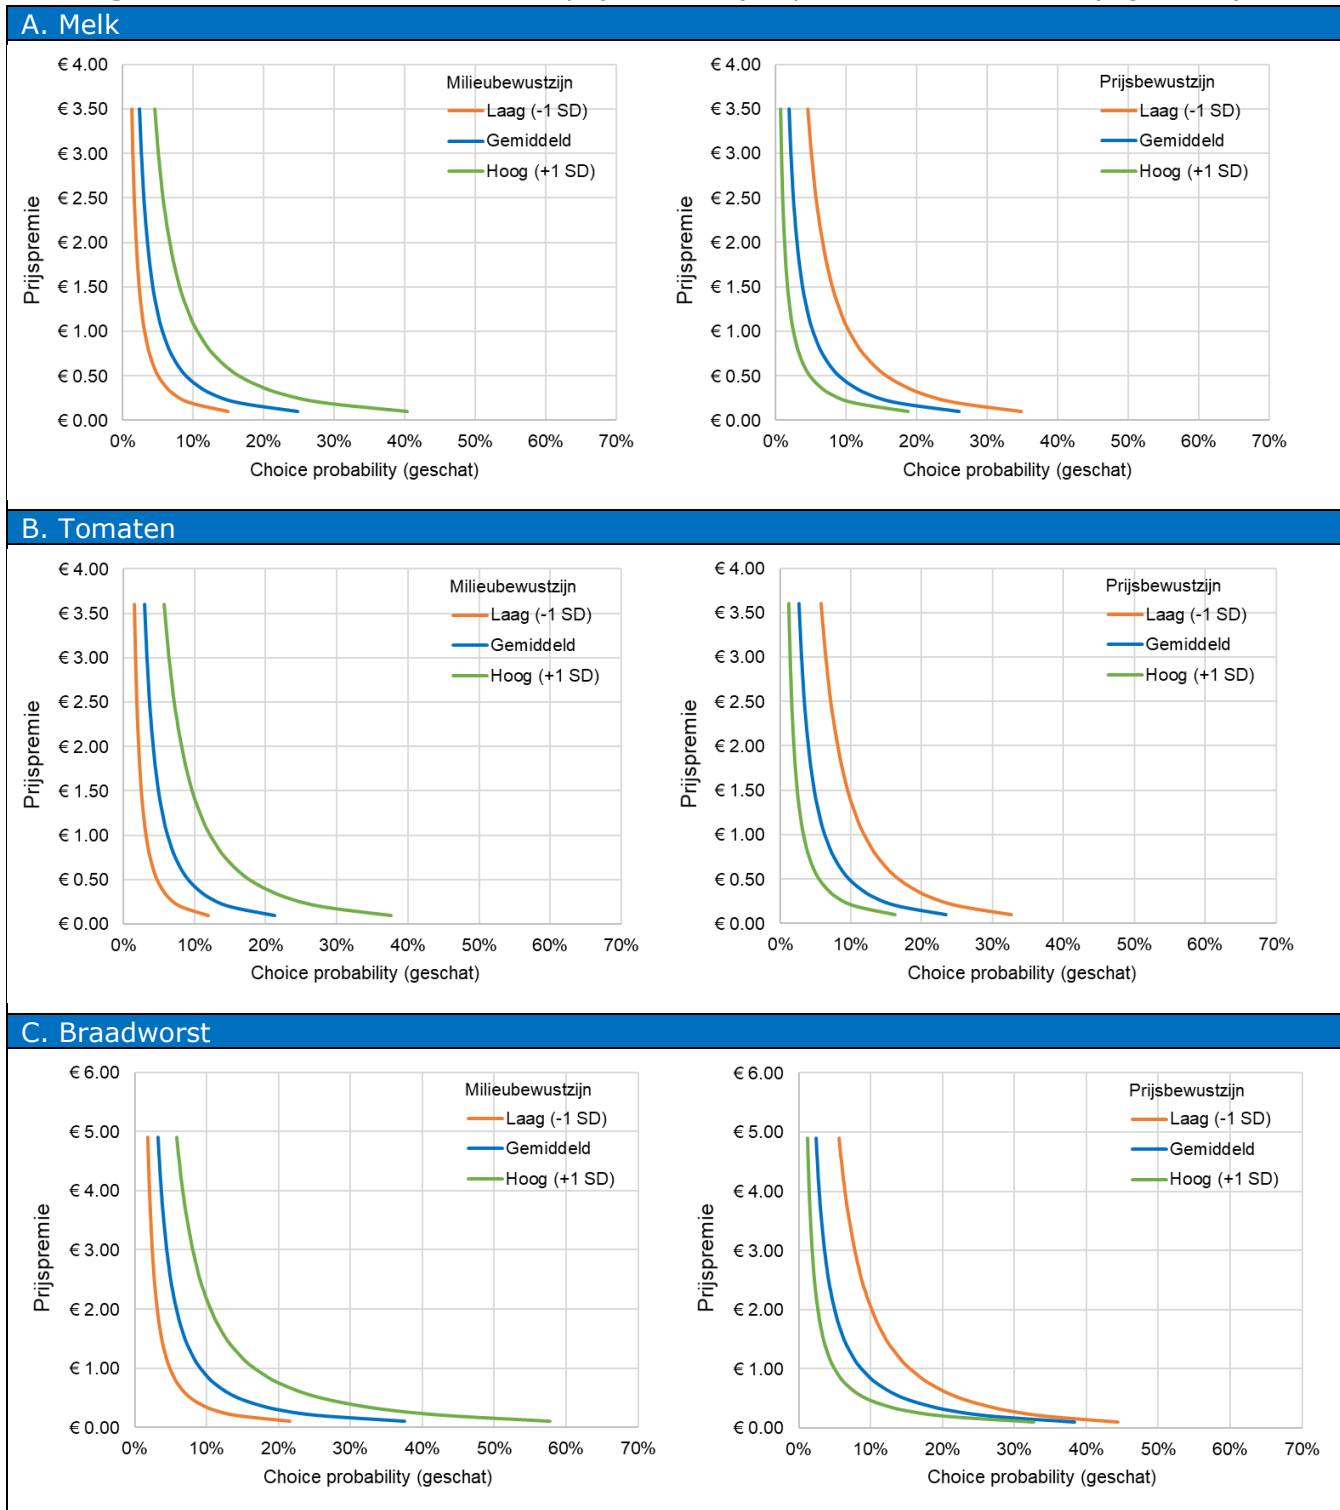 A. Melk
€ 4.00
€ 3.50
€ 3.00
€ 2.50
€ 2.00
€ 1.50
€ 1.00
€ 0.50
€ 0.00
Prijspremie
Milieubewustzijn
Laag (-1 SD)
Gemiddeld
Hoog (+1 SD)
0% 10% 20% 30% 40% 50% 60% 70%
Choice probability (geschat)
€ 4.00
€ 3.50
€ 3.00
€ 2.50
€ 2.00
€ 1.50
€ 1.00
€ 0.50
€ 0.00
Prijspremie
Prijsbewustzijn
Laag (-1 SD)
Gemiddeld
Hoog (+1 SD)
0% 10% 20% 30% 40% 50% 60% 70%
Choice probability (geschat)
B. Tomaten
€ 4.00
€ 3.50
€ 3.00
€ 2.50
€ 2.00
€ 1.50
€ 1.00
€ 0.50
€ 0.00
Prijspremie
Milieubewustzijn
Laag (-1 SD)
Gemiddeld
Hoog (+1 SD)
0% 10% 20% 30% 40% 50% 60% 70%
Choice probability (geschat)
€ 4.00
€ 3.50
€ 3.00
€ 2.50
€ 2.00
€ 1.50
€ 1.00
€ 0.50
€ 0.00
Prijspremie
Prijsbewustzijn
Laag (-1 SD)
Gemiddeld
Hoog (+1 SD)
0% 10% 20% 30% 40% 50% 60% 70%
Choice probability (geschat)
C. Braadworst
€ 6.00
€ 5.00
€ 4.00
€ 3.00
€ 2.00
€ 1.00
€ 0.00
Prijspremie
Milieubewustzijn
Laag (-1 SD)
Gemiddeld
Hoog (+1 SD)
0% 10% 20% 30% 40% 50% 60% 70%
Choice probability (geschat)
€ 6.00
€ 5.00
€ 4.00
€ 3.00
€ 2.00
€ 1.00
€ 0.00
Prijspremie
Prijsbewustzijn
Laag (-1 SD)
Gemiddeld
Hoog (+1 SD)
0% 10% 20% 30% 40% 50% 60% 70%
Choice probability (geschat)